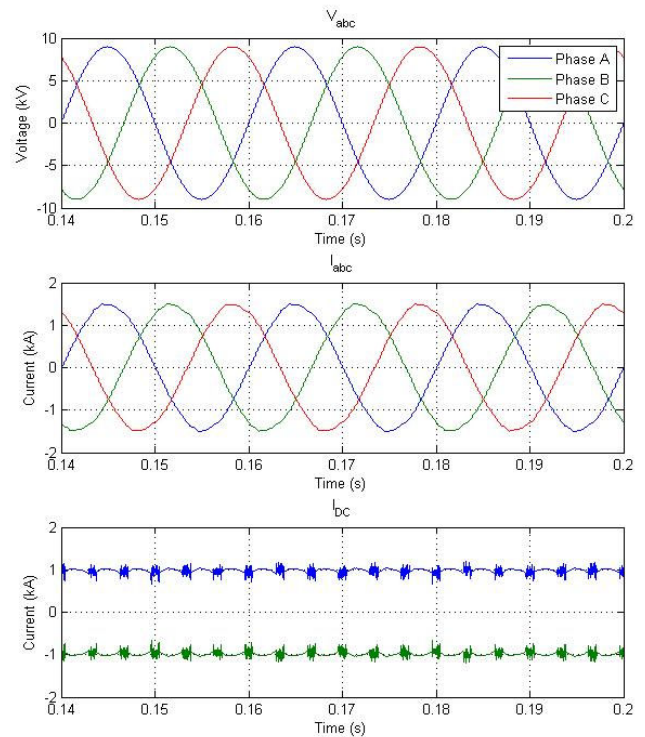 V_abc
10
5
0
-5
-10
Voltage (kV)
Phase A
Phase B
Phase C
0.14 0.15 0.16 0.17 0.18 0.19 0.2
Time (s)
I_abc
2
1
0
-1
-2
Current (kA)
0.14 0.15 0.16 0.17 0.18 0.19 0.2
Time (s)
I_DC
2
1
0
-1
-2
Current (kA)
0.14 0.15 0.16 0.17 0.18 0.19 0.2
Time (s)